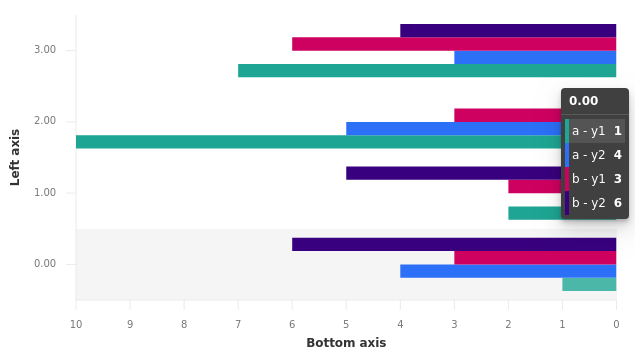 3.00
2.00
1.00
0.00
Left axis
0.00
a - y1 1
a - y2 4
b - y1 3
b - y2 6
10 9 8 7 6 5 4 3 2 1 0
Bottom axis